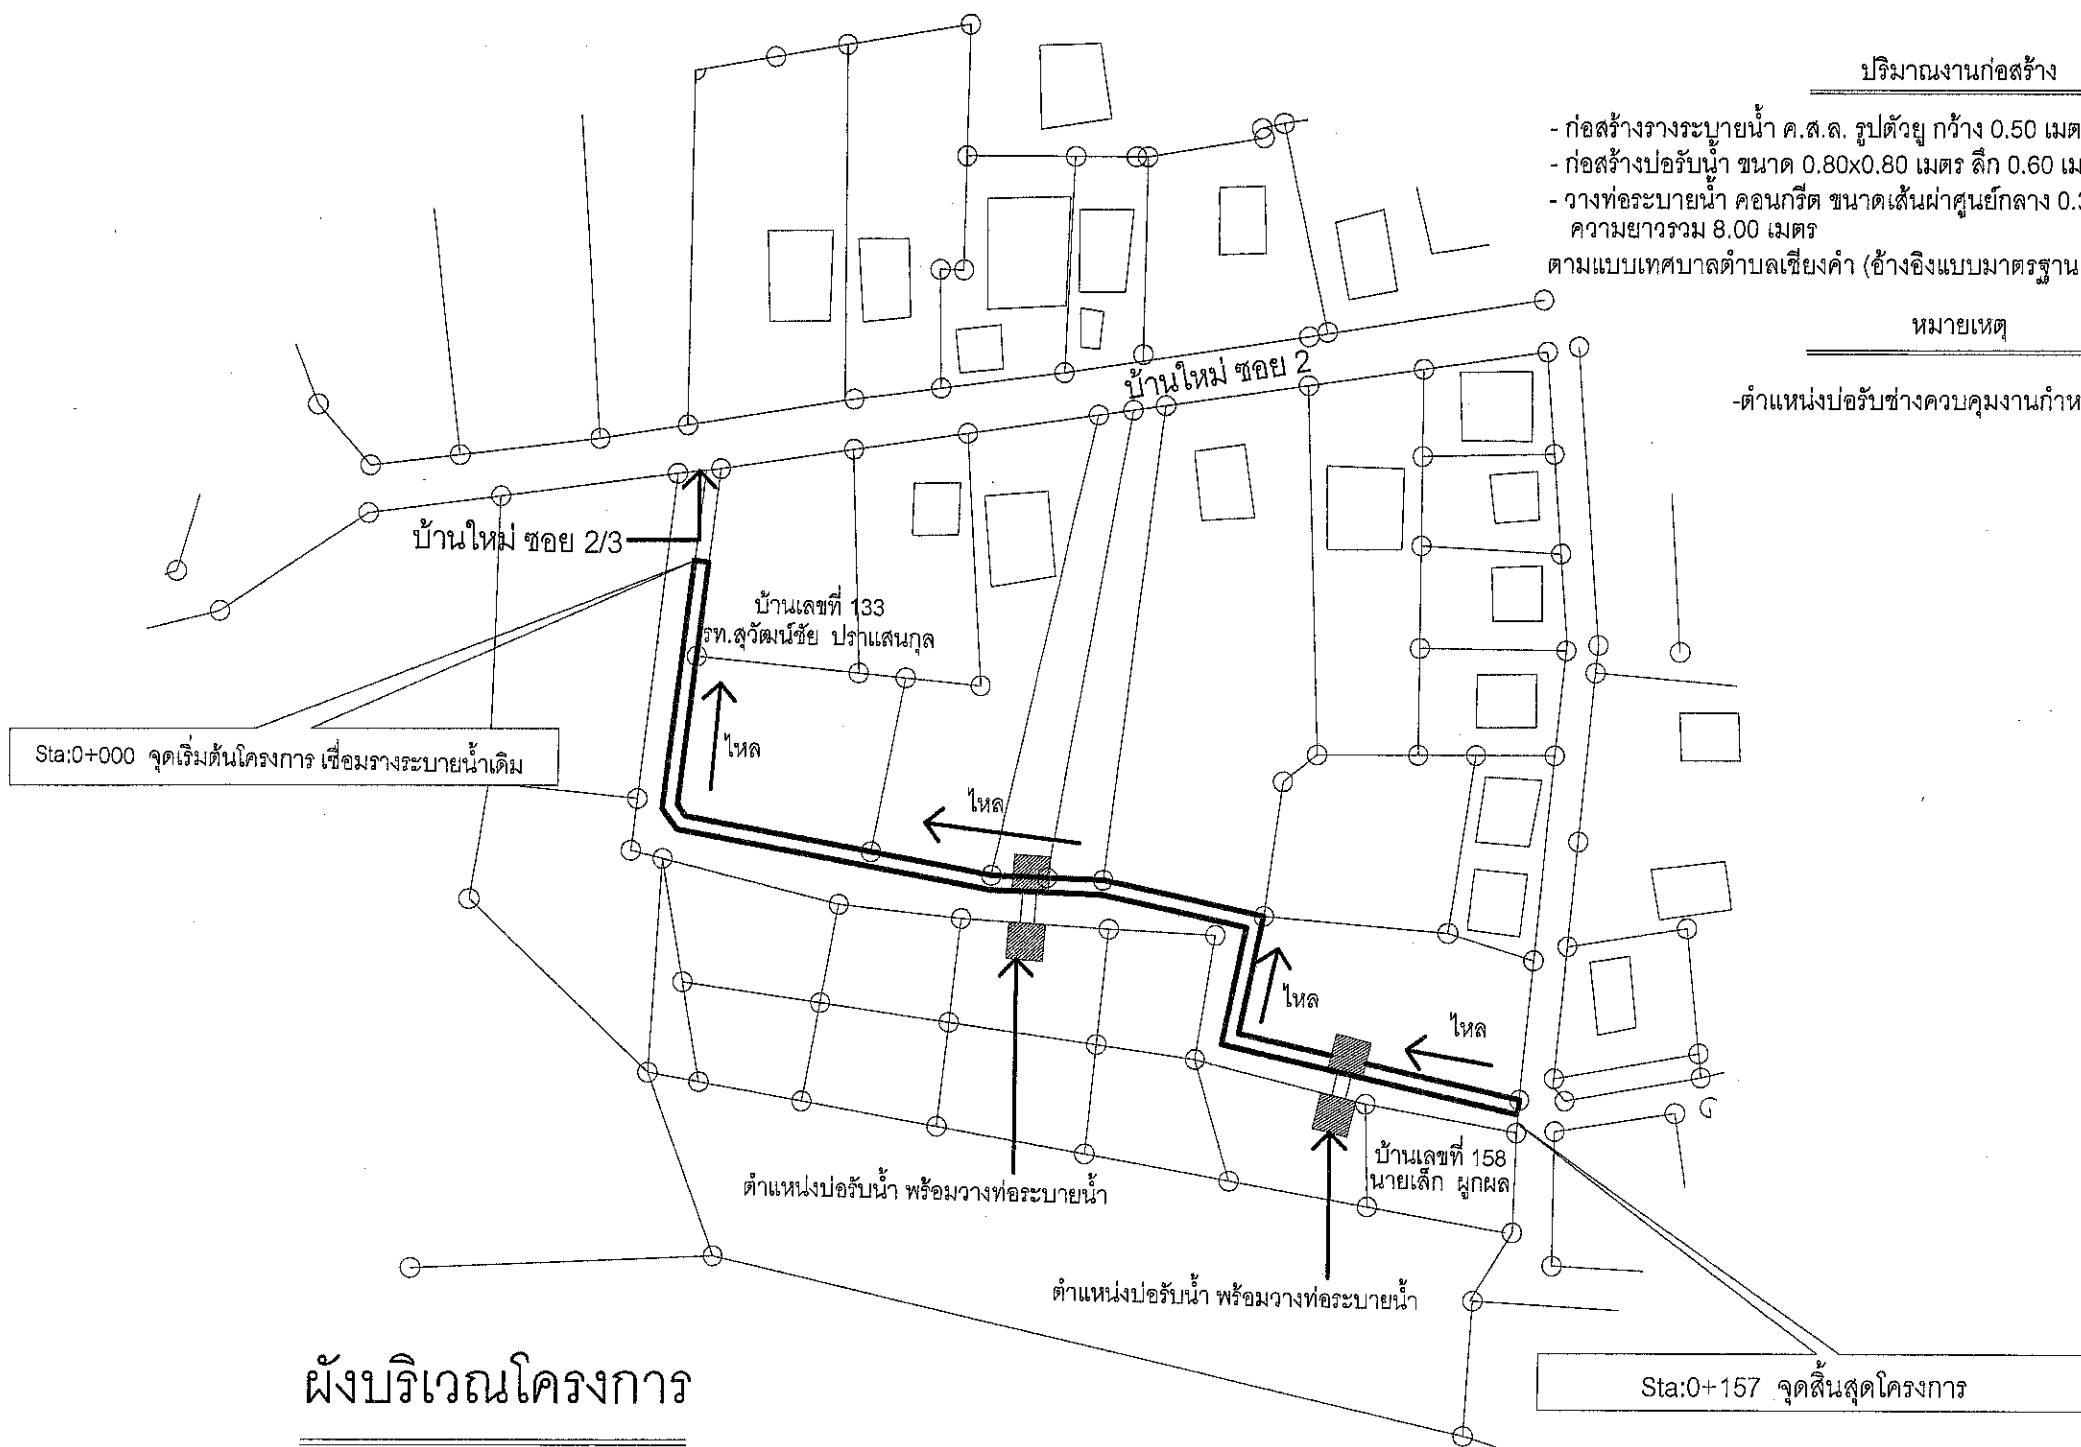 ปริมาณงานก่อสร้าง
- ก่อสร้างรางระบายน้ำ ค.ส.ล. รูปตัวยู กว้าง 0.50
- ก่อสร้างบ่อรับน้ำ ขนาด 0.80x0.80 เมตร ลึก 0.60
- วางท่อระบายน้ำ คอนกรีต ขนาดเส้นผ่าศูนย์กลาง
ความยาวรวม 8.00 เมตร
ตามแบบเทศบาลตำบลเชียงคำ (อ้างอิงแบบมาตรฐาน
หมายเหตุ
-ตำแหน่งบ่อรับช่างควบคุมงาน
บ้านใหม่ ซอย 2
บ้านใหม่ ซอย 2/3
บ้านเลขที่ 133
รท.สุวัฒน์ชัย ปราแสนกุล
Sta:0+000 จุดเริ่มต้นโครงการ เชื่อมรางระบายน้ำเดิม
ไหล
ไหล
ไหล
ไหล
บ้านเลขที่ 158
นายเล็ก ผูกผล
ตำแหน่งบ่อรับน้ำ พร้อมวางท่อระบายน้ำ
ตำแหน่งบ่อรับน้ำ พร้อมวางท่อระบายน้ำ
ผังบริเวณโครงการ
Sta:0+157 จุดสิ้นสุดโครงการ